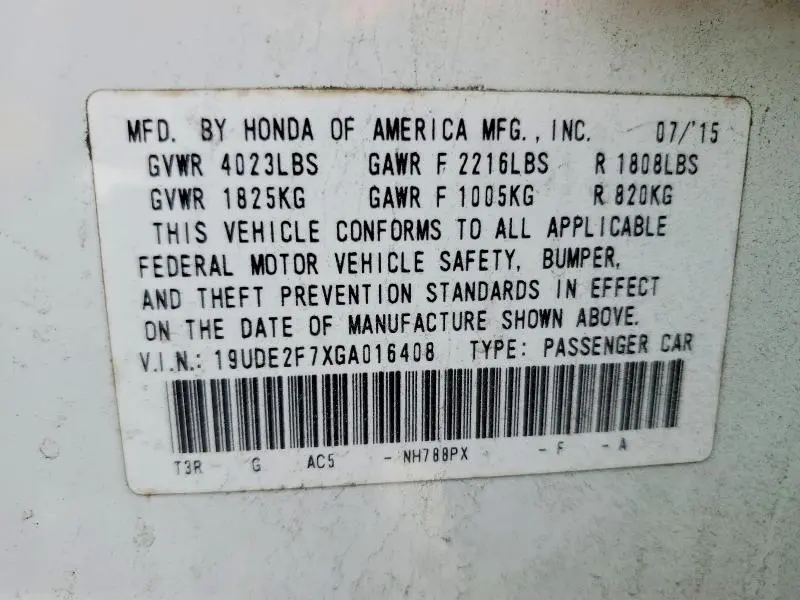 MFD. BY HONDA OF AMERICA MFG., INC. 07/'15
GVWR 4023LBS GAWR F 2216LBS R 1808LBS
GVWR 1825KG GAWR F 1005KG R 820KG
THIS VEHICLE CONFORMS TO ALL APPLICABLE
FEDERAL MOTOR VEHICLE SAFETY, BUMPER,
AND THEFT PREVENTION STANDARDS IN EFFECT
ON THE DATE OF MANUFACTURE SHOWN ABOVE.
V.I.N.: 19UDE2F7XGA016408 TYPE: PASSENGER CAR
T3R G AC5 - NH788PX - F - A